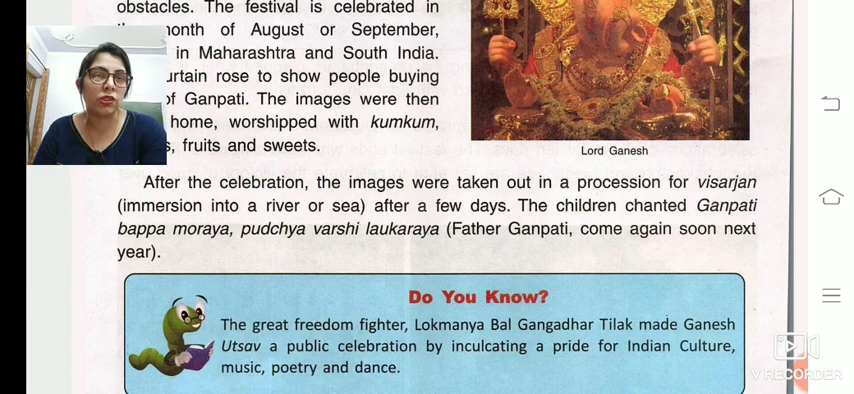 obstacles. The festival is celebrated in
month of August or September,
in Maharashtra and South India.
rose to show people buying
of Ganpati. The images were then
home, worshipped with kumkum,
fruits and sweets.
Lord Ganesh
After the celebration, the images were taken out in a procession for visarjan
(immersion into a river or sea) after a few days. The children chanted Ganpati
bappa moraya, pudchya varshi laukaraya (Father Ganpati, come again soon next
year).
Do You Know?
The great freedom fighter, Lokmanya Bal Gangadhar Tilak made Ganesh
Utsav a public celebration by inculcating a pride for Indian Culture,
music, poetry and dance.
V RECORDER